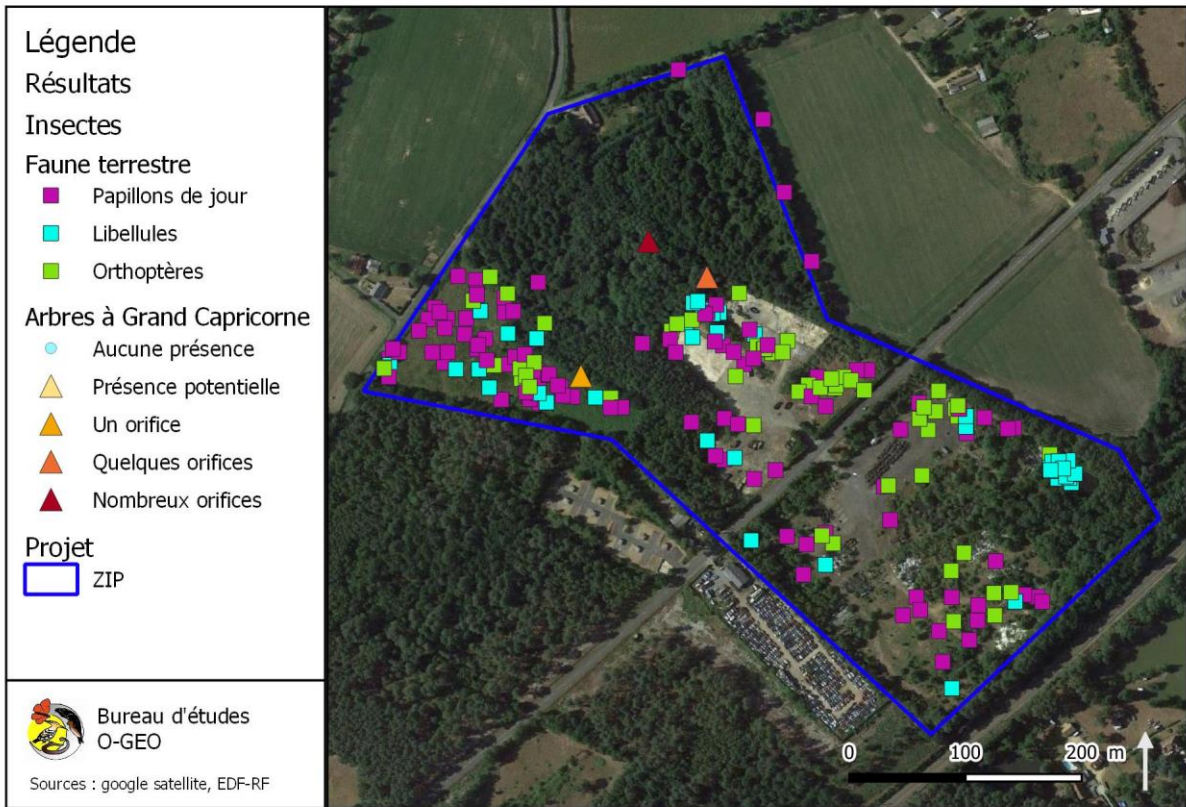 Légende
Résultats
Insectes
Faune terrestre
Papillons de jour
Libellules
Orthoptères
Arbres à Grand Capricorne
Aucune présence
Présence potentielle
Un orifice
Quelques orifices
Nombreux orifices
Projet
ZIP
Bureau d'études
O-GEO
Sources : google satellite, EDF-RF
0 100 200 m